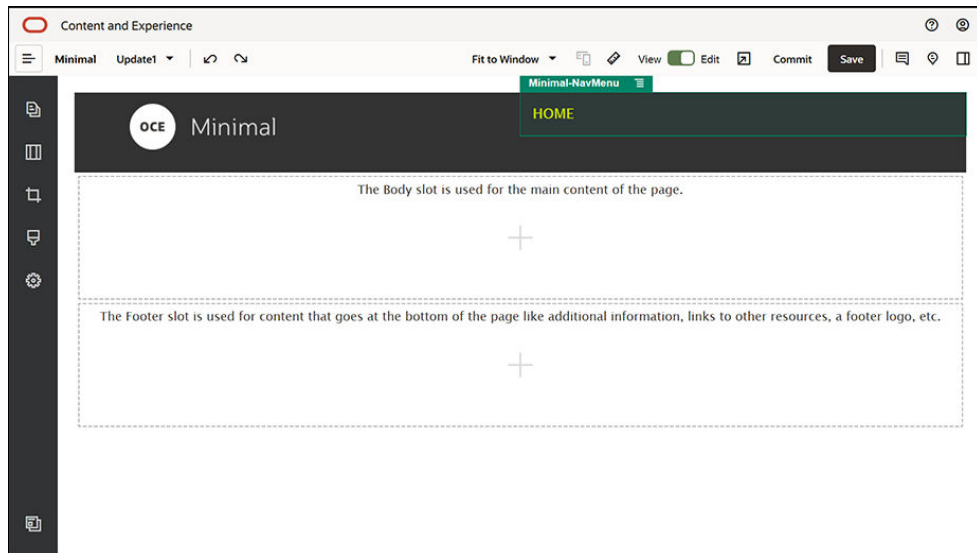 Content and Experience
Minimal Update1 Fit to Window View Edit Commit Save
Minimal-NavMenu
HOME
OCE Minimal
The Body slot is used for the main content of the page.
The Footer slot is used for content that goes at the bottom of the page like additional information, links to other resources, a footer logo, etc.